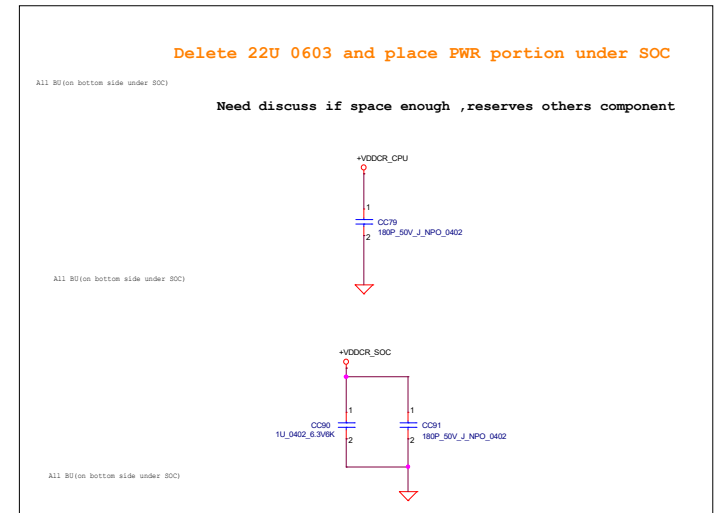 Delete 22U 0603 and place PWR portion under SOC
All BU(on bottom side under SOC)
Need discuss if space enough ,reserves others component
+VDDCR_CPU
1
CC79
180P_50V_J_NPO_0402
2
All BU(on bottom side under SOC)
+VDDCR_SOC
1
1
CC90
CC91
1U_0402_6.3V6K
180P_50V_J_NPO_0402
2
2
All BU(on bottom side under SOC)